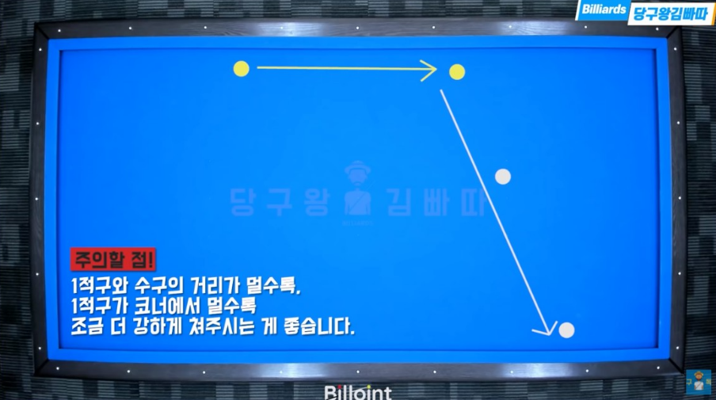 Billiards 당구왕김빠따
당구왕 김빠따
주의할 점!
1적구와 수구의 거리가 멀수록,
1적구가 코너에서 멀수록
조금 더 강하게 쳐주시는 게 좋습니다.
Billoint